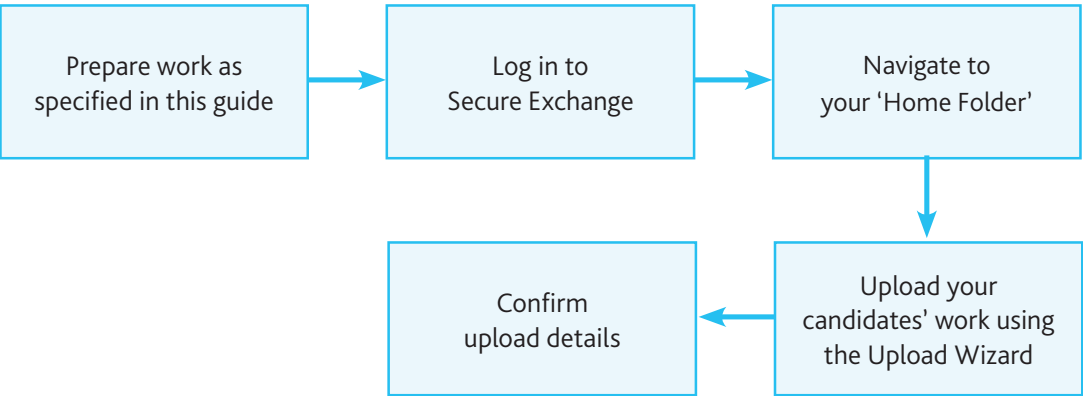 Prepare work as
specified in this guide
Log in to
Secure Exchange
Navigate to
your ‘Home Folder’
Upload your
candidates’ work using
the Upload Wizard
Confirm
upload details